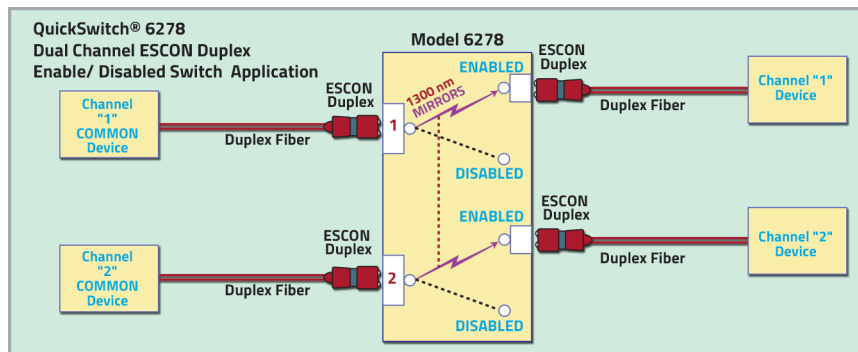 QuickSwitch® 6278
Dual Channel ESCON Duplex
Enable/ Disabled Switch Application
Model 6278
ESCON
Duplex
ENABLED
1300 nm
MIRRORS
Channel
"1"
COMMON
Device
ESCON
Duplex
1
Duplex Fiber
Duplex Fiber
Channel "1"
Device
DISABLED
ESCON
Duplex
ENABLED
ESCON
Duplex
Channel
"2"
COMMON
Device
2
Duplex Fiber
Duplex Fiber
Channel "2"
Device
DISABLED